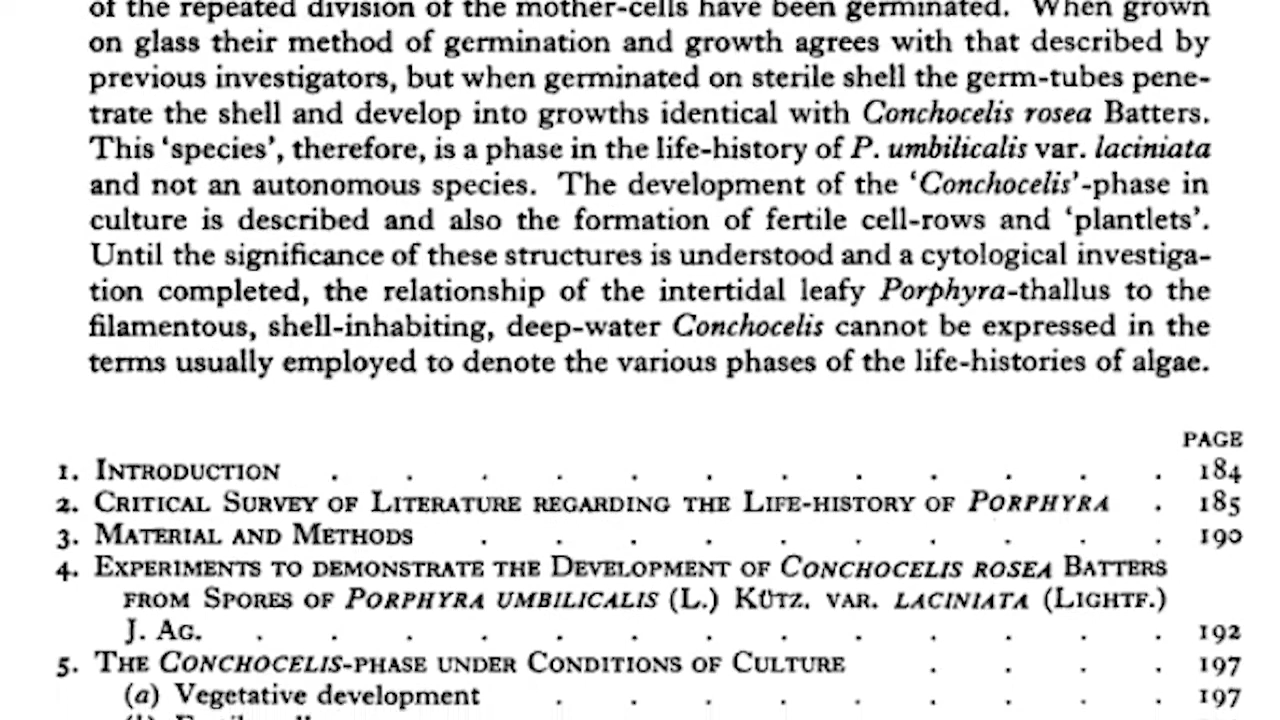 of the repeated division of the mother-cells have been germinated. When grown
on glass their method of germination and growth agrees with that described by
previous investigators, but when germinated on sterile shell the germ-tubes pene-
trate the shell and develop into growths identical with Conchocelis rosea Batters.
This ‘species’, therefore, is a phase in the life-history of P. umbilicalis var. laciniata
and not an autonomous species. The development of the ‘Conchocelis’-phase in
culture is described and also the formation of fertile cell-rows and ‘plantlets’.
Until the significance of these structures is understood and a cytological investiga-
tion completed, the relationship of the intertidal leafy Porphyra-thallus to the
filamentous, shell-inhabiting, deep-water Conchocelis cannot be expressed in the
terms usually employed to denote the various phases of the life-histories of algae.
PAGE
1. INTRODUCTION . . . . . . . . . . . . 184
2. CRITICAL SURVEY OF LITERATURE REGARDING THE LIFE-HISTORY OF PORPHYRA . 185
3. MATERIAL AND METHODS . . . . . . . . . . 190
4. EXPERIMENTS TO DEMONSTRATE THE DEVELOPMENT OF CONCHOCELIS ROSEA BATTERS
FROM SPORES OF PORPHYRA UMBILICALIS (L.) KÜTZ. VAR. LACINIATA (LIGHTF.)
J. AG. . . . . . . . . . . . . . 192
5. THE CONCHOCELIS-PHASE UNDER CONDITIONS OF CULTURE . . . . 197
(a) Vegetative development . . . . . . . . . 197